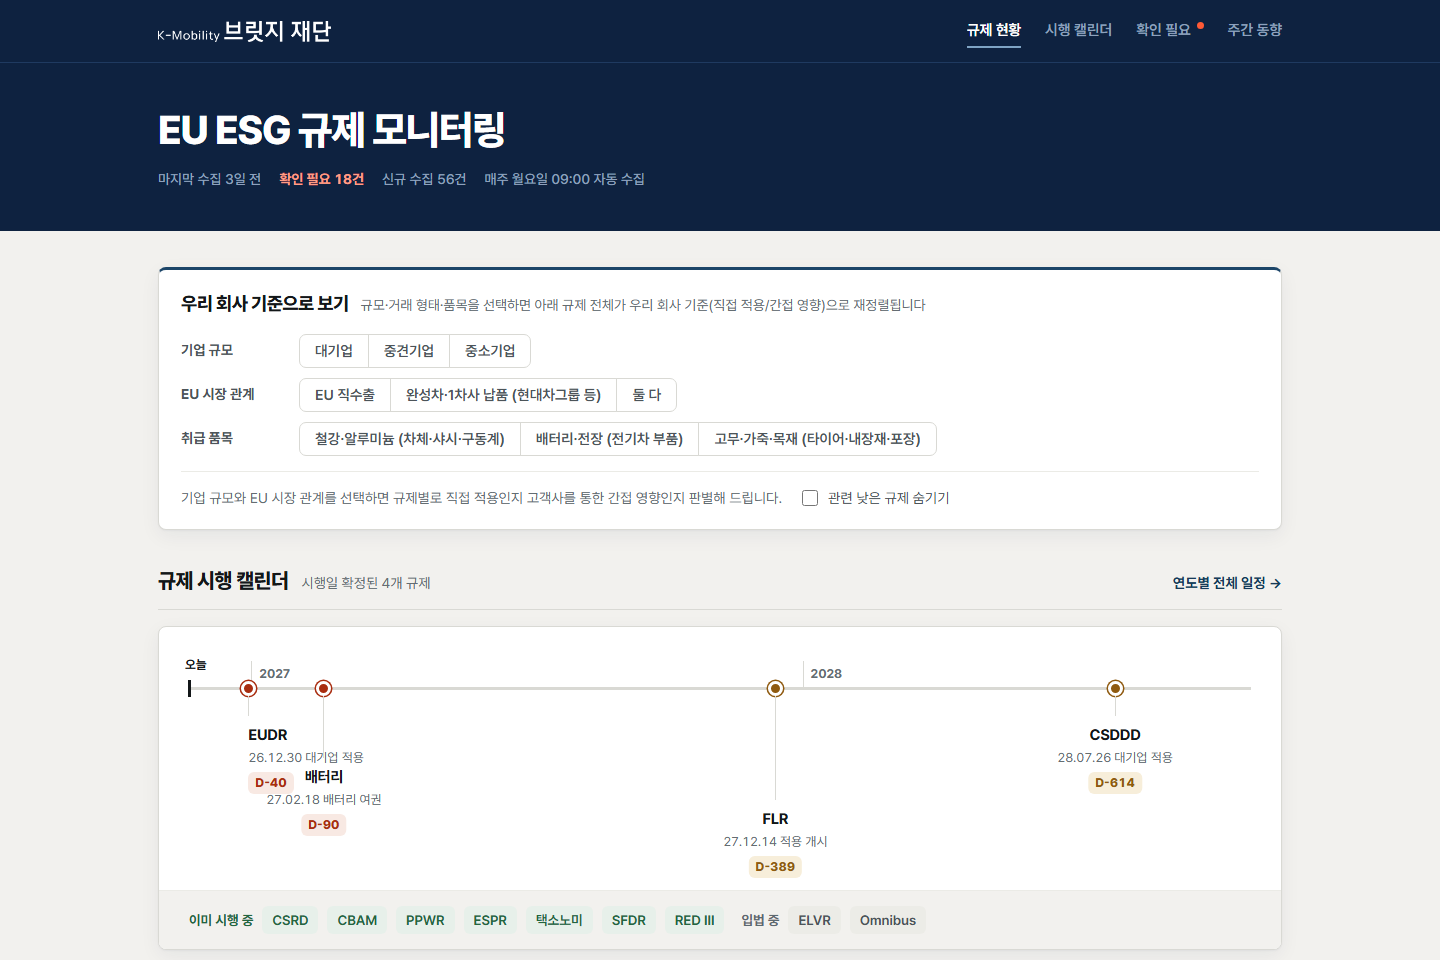 K-Mobility 브릿지 재단
규제 현황 시행 캘린더 확인 필요 주간 동향
EU ESG 규제 모니터링
마지막 수집 3일 전 확인 필요 18건 신규 수집 56건 매주 월요일 09:00 자동 수집
우리 회사 기준으로 보기 규모·거래 형태·품목을 선택하면 아래 규제 전체가 우리 회사 기준(직접 적용/간접 영향)으로 재정렬됩니다
기업 규모 대기업 중견기업 중소기업
EU 시장 관계 EU 직수출 완성차·1차사 납품 (현대차그룹 등) 둘 다
취급 품목 철강·알루미늄 (차체·샤시·구동계) 배터리·전장 (전기차 부품) 고무·가죽·목재 (타이어·내장재·포장)
기업 규모와 EU 시장 관계를 선택하면 규제별로 직접 적용인지 고객사를 통한 간접 영향인지 판별해 드립니다. 관련 낮은 규제 숨기기
규제 시행 캘린더 시행일 확정된 4개 규제 연도별 전체 일정 →
오늘
2027 2028
EUDR
26.12.30 대기업 적용
D-40
배터리
27.02.18 배터리 여권
D-90
FLR
27.12.14 적용 개시
D-389
CSDDD
28.07.26 대기업 적용
D-614
이미 시행 중 CSRD CBAM PPWR ESPR 택소노미 SFDR RED III 입법 중 ELVR Omnibus